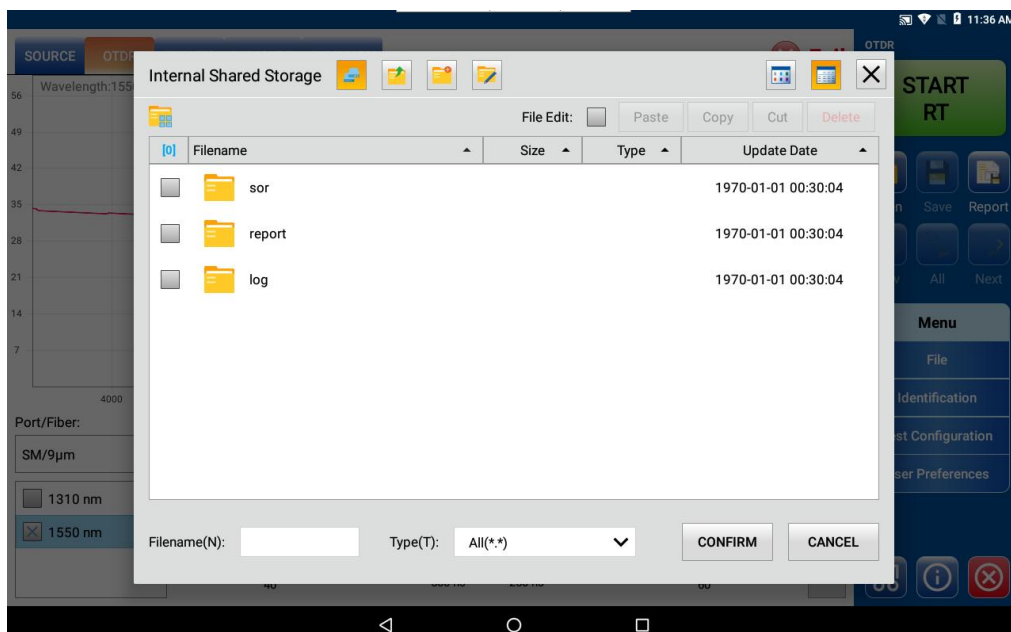 11:36 AM
SOURCE
OTDR
OTDR
Wavelength:155
56
49
42
35
28
21
14
7
4000
Internal Shared Storage
File Edit:
Paste
Copy
Cut
Delete
[0] Filename Size Type Update Date
sor 1970-01-01 00:30:04
report 1970-01-01 00:30:04
log 1970-01-01 00:30:04
Filename(N):
Type(T): All(*.*)
CONFIRM
CANCEL
START
RT
Save
Report
All
Next
Menu
File
Identification
st Configuration
ser Preferences
Port/Fiber:
SM/9μm
1310 nm
1550 nm
40
60